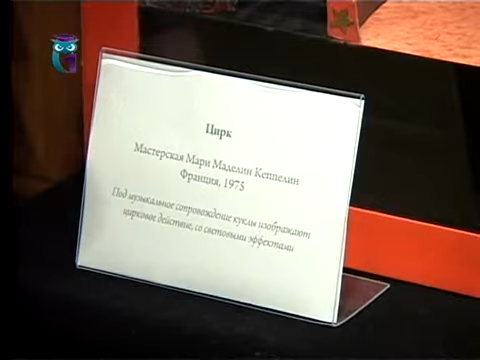 Цирк
Мастерская Мари Маделин Кеппелин
Франция, 1975
Под музыкальное сопровождение куклы изображают
цирковое действие, со световыми эффектами